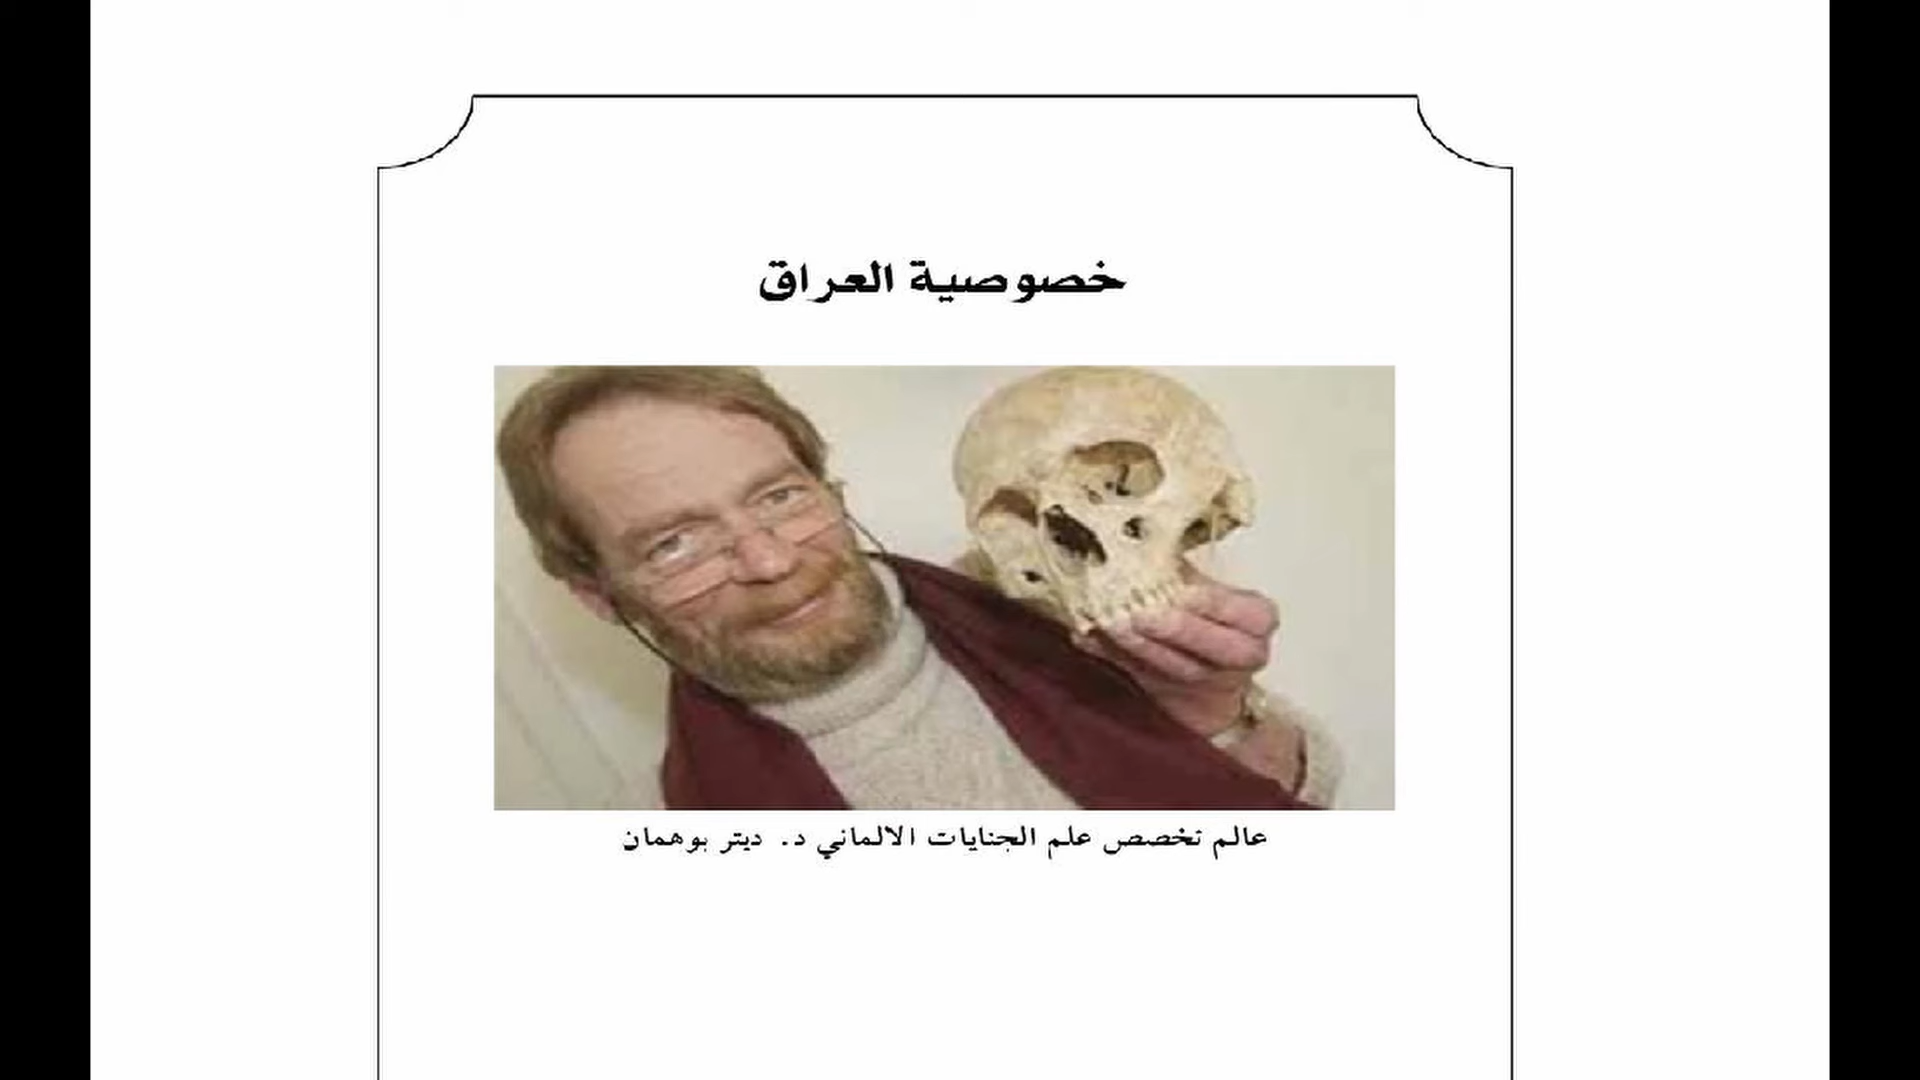 خصوصية العراق
عالم تخصص علم الجنايات الالماني د. ديتر بوهمان